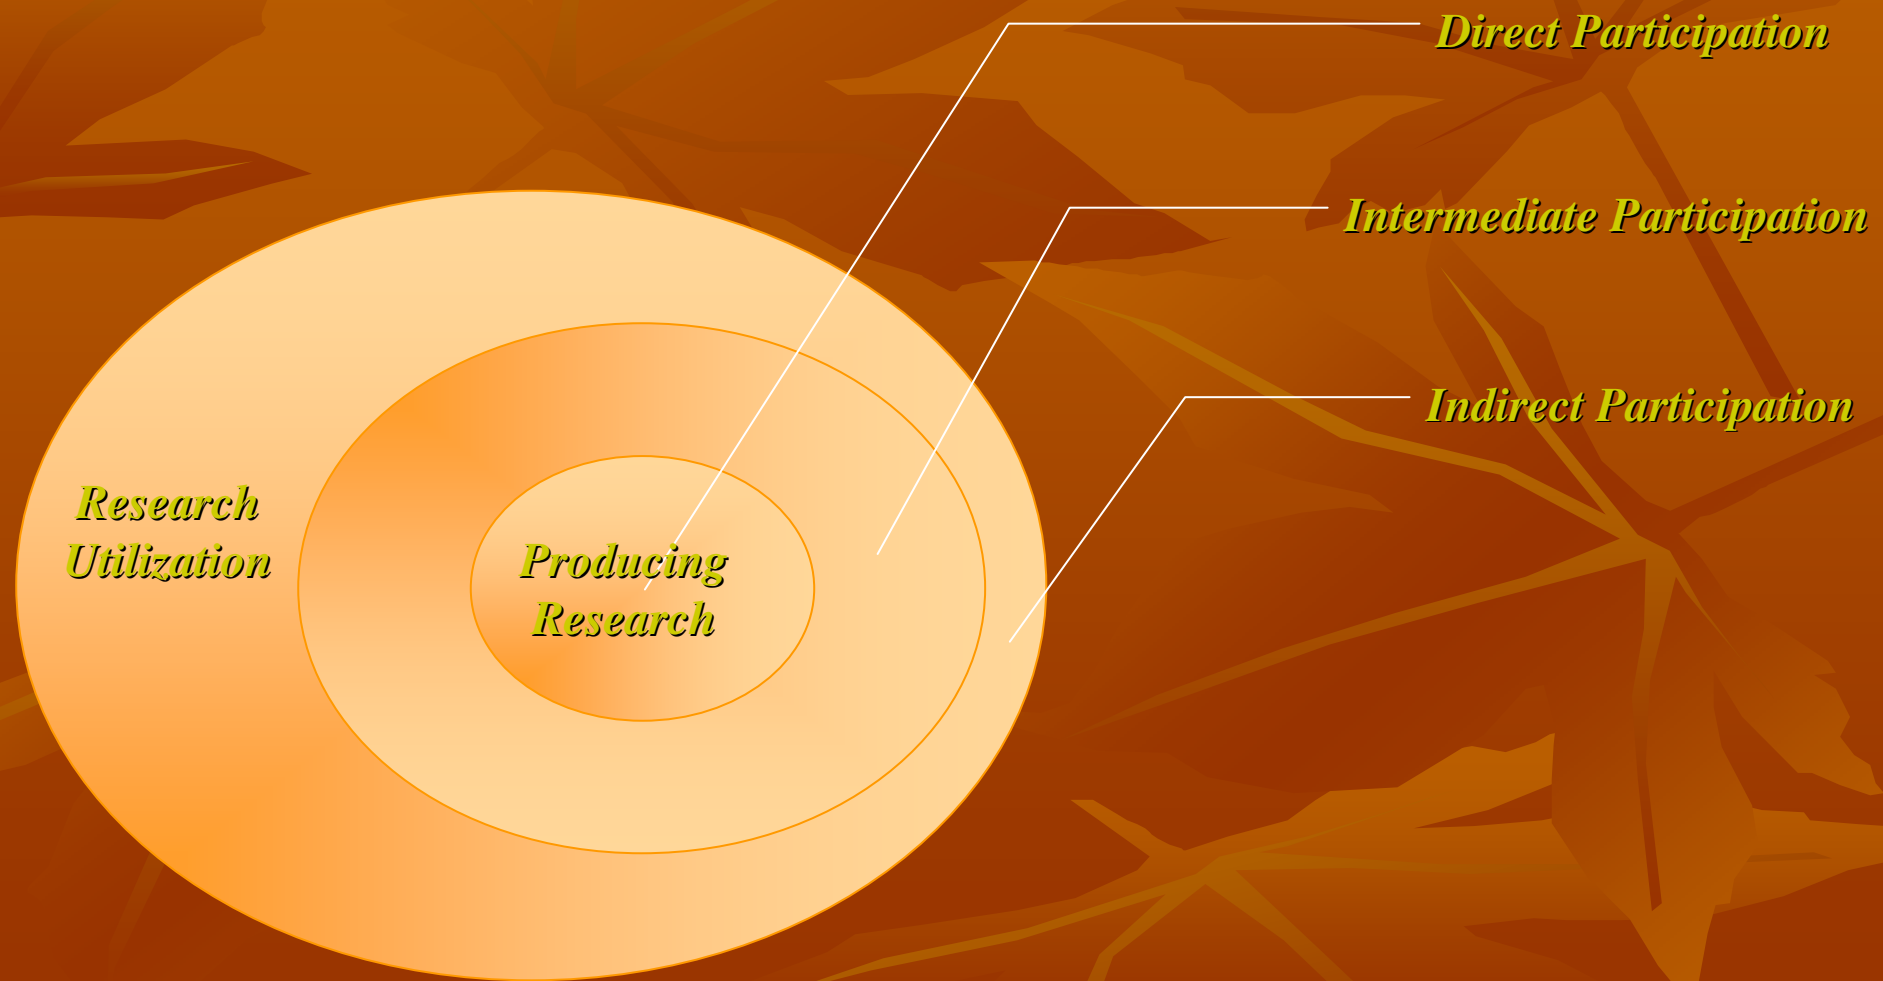 Direct Participation
Intermediate Participation
Indirect Participation
Research
Utilization
Producing
Research